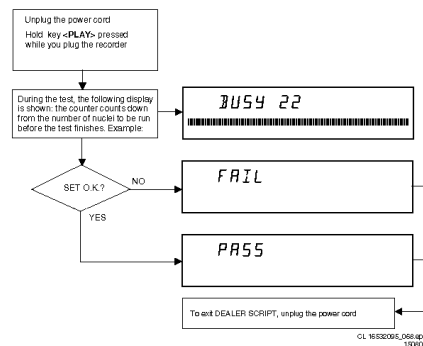 Unplug the power cord
Hold key <PLAY> pressed
while you plug the recorder
During the test, the following display
is shown: the counter counts down
from the number of nuclei to be run
before the test finishes. Example:
BUSY 22
SET O.K.?
NO
FAIL
YES
PASS
To exit DEALER SCRIPT, unplug the power cord
CL 16532095_068.ep